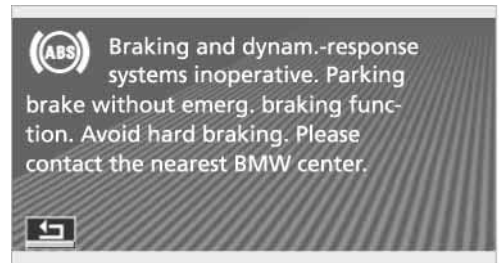 ABS Braking and dynam.-response
systems inoperative. Parking
brake without emerg. braking func-
tion. Avoid hard braking. Please
contact the nearest BMW center.